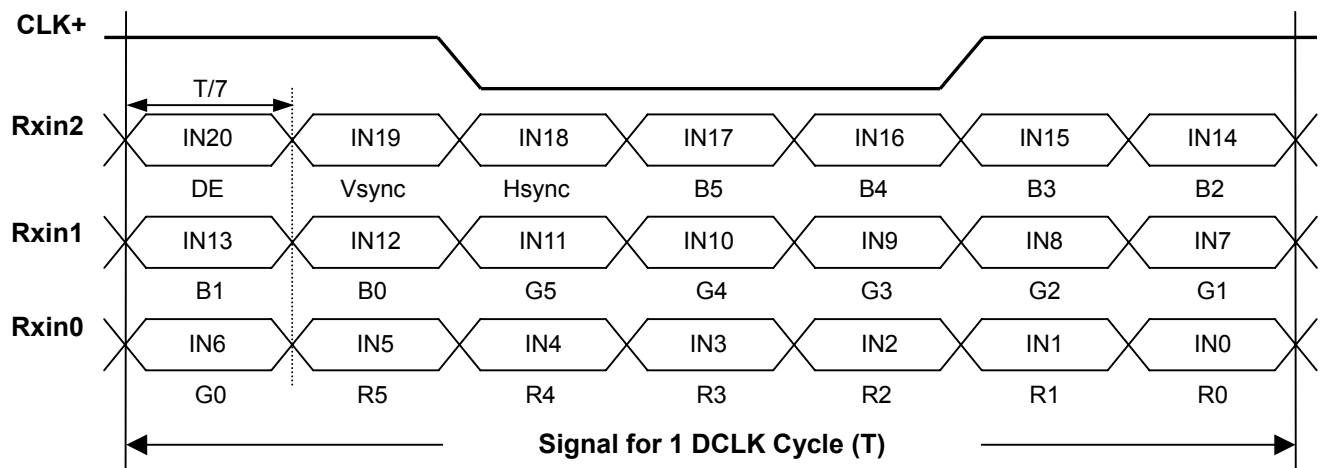 CLK+
T/7
Rxin2 IN20 IN19 IN18 IN17 IN16 IN15 IN14
DE Vsync Hsync B5 B4 B3 B2
Rxin1 IN13 IN12 IN11 IN10 IN9 IN8 IN7
B1 B0 G5 G4 G3 G2 G1
Rxin0 IN6 IN5 IN4 IN3 IN2 IN1 IN0
G0 R5 R4 R3 R2 R1 R0
Signal for 1 DCLK Cycle (T)